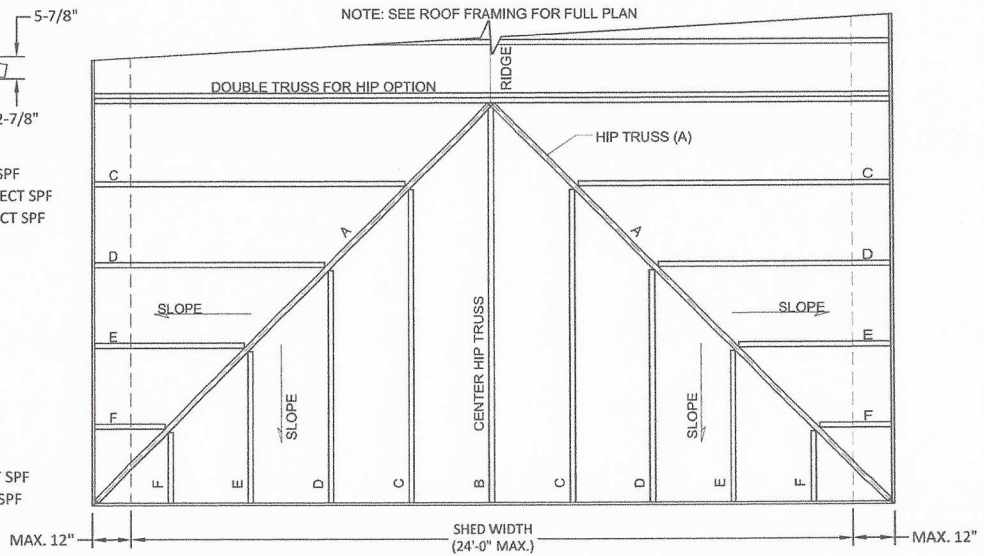 5-7/8"
NOTE: SEE ROOF FRAMING FOR FULL PLAN
RIDGE
DOUBLE TRUSS FOR HIP OPTION
2-7/8"
HIP TRUSS (A)
SPF
C
C
ECT SPF
CT SPF
A
A
D
D
SLOPE
SLOPE
CENTER HIP TRUSS
E
E
SLOPE
SLOPE
F
F
T SPF
SPF
F
E
D
C
B
C
D
E
F
MAX. 12"
SHED WIDTH
(24'-0" MAX.)
MAX. 12"